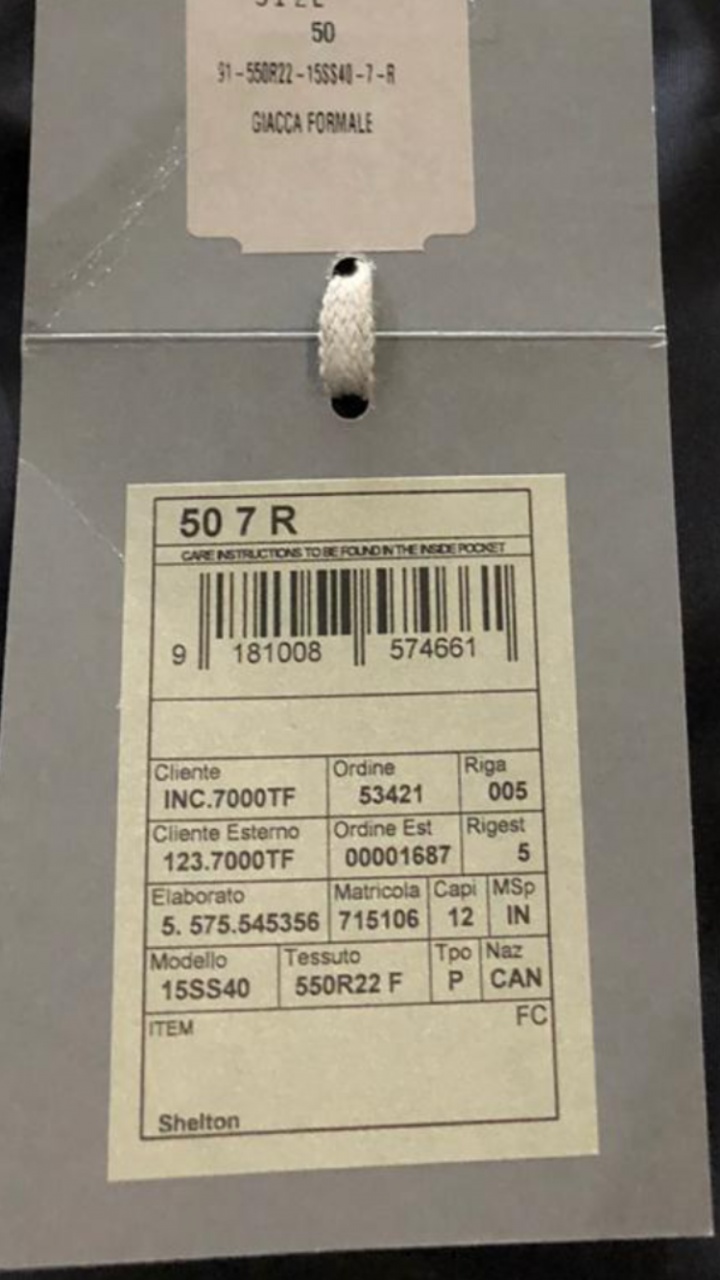 SIZE
50
91-550R22-15SS40-7-R
GIACCA FORMALE
50 7 R
CARE INSTRUCTIONS TO BE FOUND IN THE INSIDE POCKET
9 181008 574661
Cliente Ordine Riga
INC.7000TF 53421 005
Cliente Esterno Ordine Est Rigest
123.7000TF 00001687 5
Elaborato Matricola Capi MSp
5. 575.545356 715106 12 IN
Modello Tessuto Tpo Naz
15SS40 550R22 F P CAN
ITEM FC
Shelton